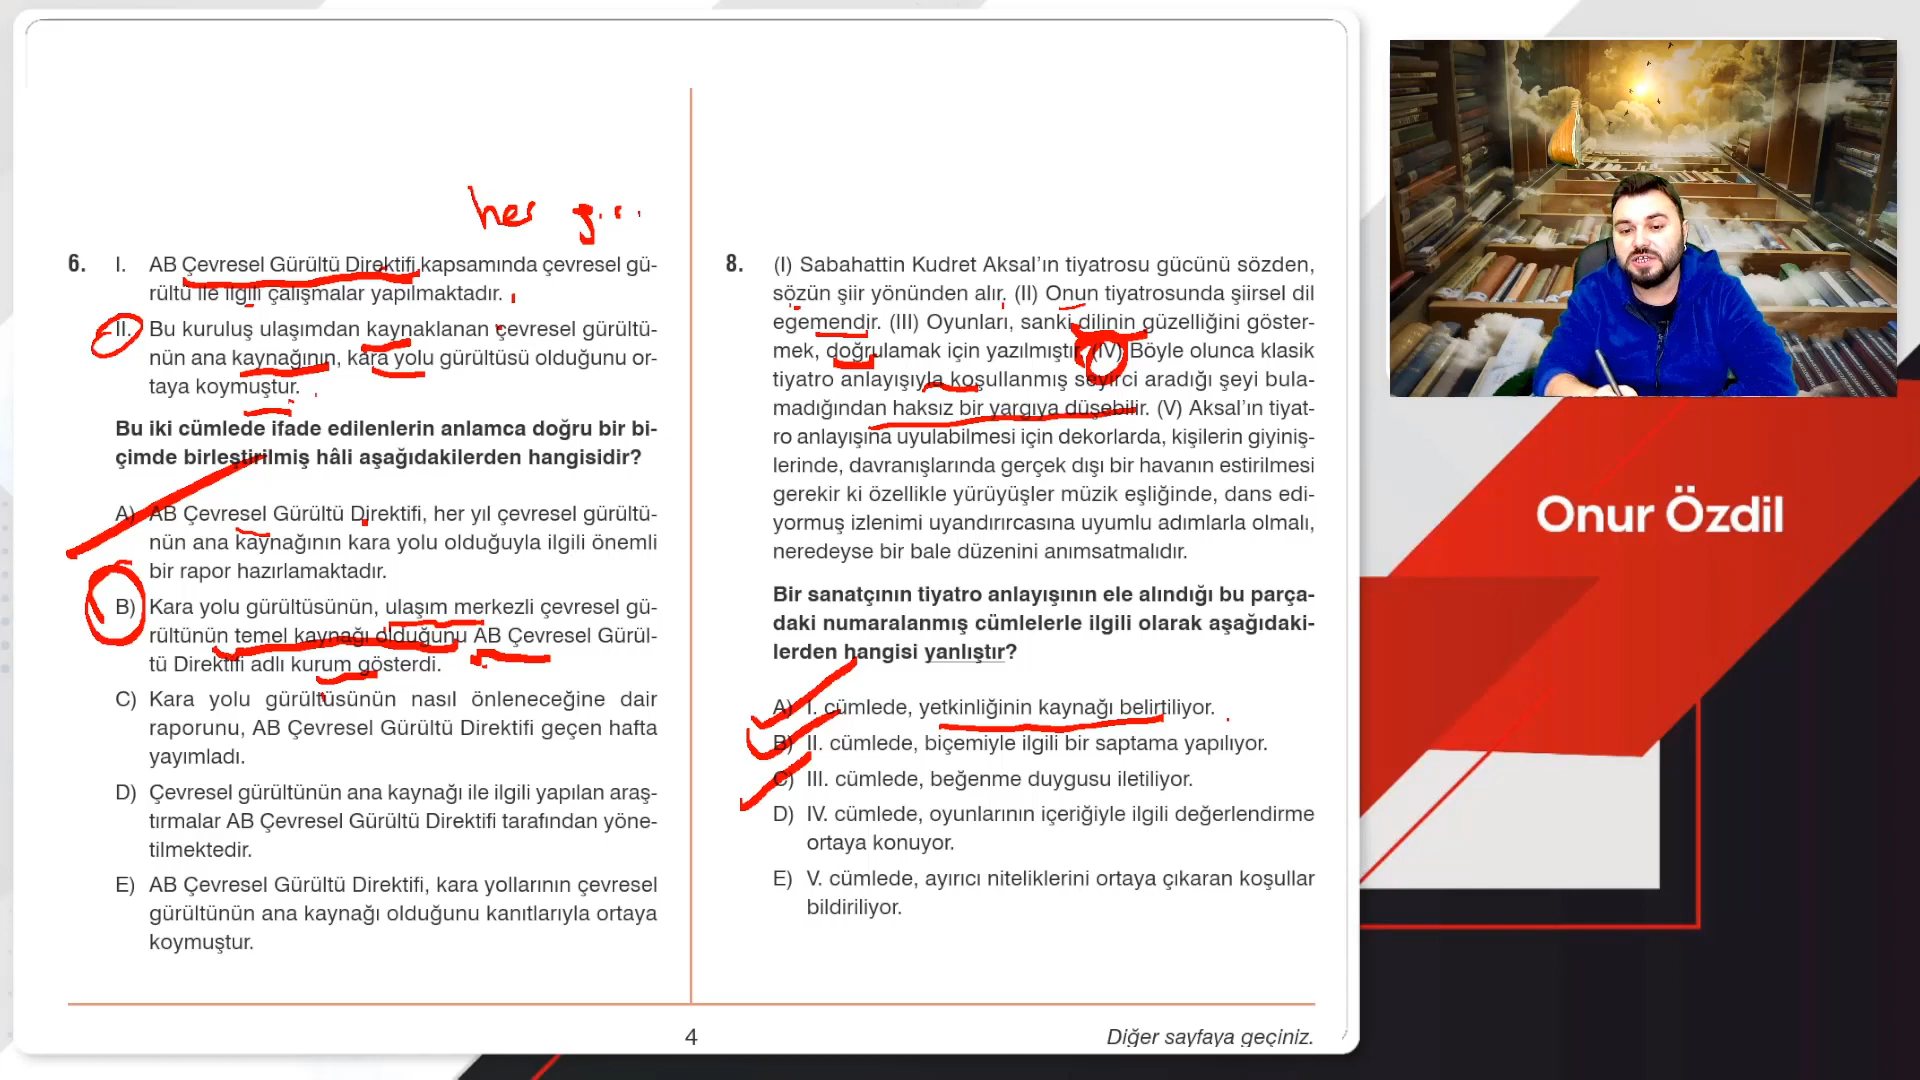 her
6. I. AB Çevresel Gürültü Direktifi kapsamında çevresel gü-
rültü ile ilgili çalışmalar yapılmaktadır.
II. Bu kuruluş ulaşımdan kaynaklanan çevresel gürültü-
nün ana kaynağının, kara yolu gürültüsü olduğunu or-
taya koymuştur.
Bu iki cümlede ifade edilenlerin anlamca doğru bir bi-
çimde birleştirilmiş hâli aşağıdakilerden hangisidir?
A) AB Çevresel Gürültü Direktifi, her yıl çevresel gürültü-
nün ana kaynağının kara yolu olduğuyla ilgili önemli
bir rapor hazırlamaktadır.
B) Kara yolu gürültüsünün, ulaşım merkezli çevresel gü-
rültünün temel kaynağı olduğunu AB Çevresel Gürül-
tü Direktifi adlı kurum gösterdi.
C) Kara yolu gürültüsünün nasıl önleneceğine dair
raporunu, AB Çevresel Gürültü Direktifi geçen hafta
yayımladı.
D) Çevresel gürültünün ana kaynağı ile ilgili yapılan araş-
tırmalar AB Çevresel Gürültü Direktifi tarafından yöne-
tilmektedir.
E) AB Çevresel Gürültü Direktifi, kara yollarının çevresel
gürültünün ana kaynağı olduğunu kanıtlarıyla ortaya
koymuştur.
8. (I) Sabahattin Kudret Aksal’ın tiyatrosu gücünü sözden,
sözün şiir yönünden alır. (II) Onun tiyatrosunda şiirsel dil
egemendir. (III) Oyunları, sanki dilinin güzelliğini göster-
mek, doğrulamak için yazılmıştır. (IV) Böyle olunca klasik
tiyatro anlayışıyla koşullanmış seyirci aradığı şeyi bula-
madığından haksız bir yargıya düşebilir. (V) Aksal’ın tiyat-
ro anlayışına uyulabilmesi için dekorlarda, kişilerin giyiniş-
lerinde, davranışlarında gerçek dışı bir havanın estirilmesi
gerekir ki özellikle yürüyüşler müzik eşliğinde, dans edi-
yormuş izlenimi uyandırırcasına uyumlu adımlarla olmalı,
neredeyse bir bale düzenini anımsatmalıdır.
Bir sanatçının tiyatro anlayışının ele alındığı bu parça-
daki numaralanmış cümlelerle ilgili olarak aşağıdaki-
lerden hangisi yanlıştır?
A) I. cümlede, yetkinliğinin kaynağı belirtiliyor.
B) II. cümlede, biçemiyle ilgili bir saptama yapılıyor.
C) III. cümlede, beğenme duygusu iletiliyor.
D) IV. cümlede, oyunlarının içeriğiyle ilgili değerlendirme
ortaya konuyor.
E) V. cümlede, ayırıcı niteliklerini ortaya çıkaran koşullar
bildiriliyor.
4
Diğer sayfaya geçiniz.
Onur Özdil